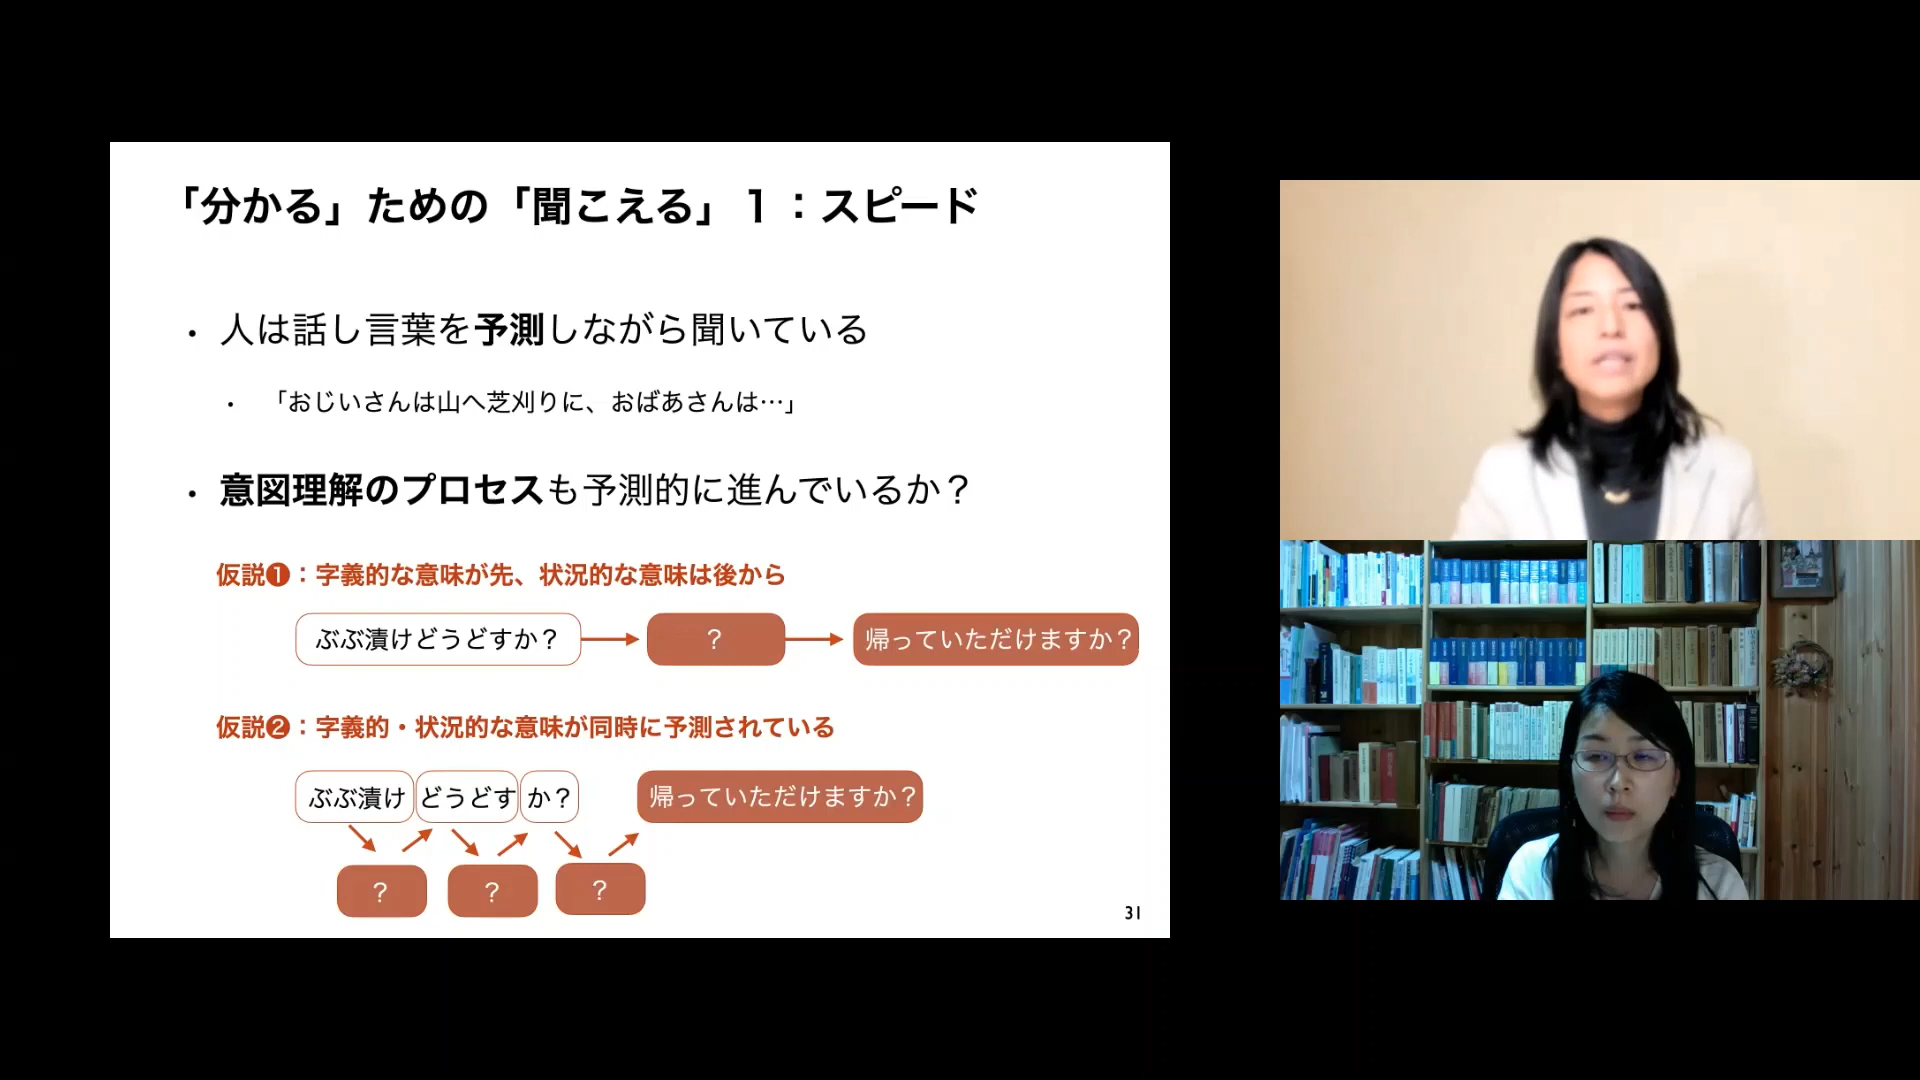 「分かる」ための「聞こえる」１：スピード
・人は話し言葉を予測しながら聞いている
・「おじいさんは山へ芝刈りに、おばあさんは…」
・意図理解のプロセスも予測的に進んでいるか？
仮説❶：字義的な意味が先、状況的な意味は後から
ぶぶ漬けどうどすか？ ？ 帰っていただけますか？
仮説❷：字義的・状況的な意味が同時に予測されている
ぶぶ漬け どうどす か？ 帰っていただけますか？
？ ？ ？
31